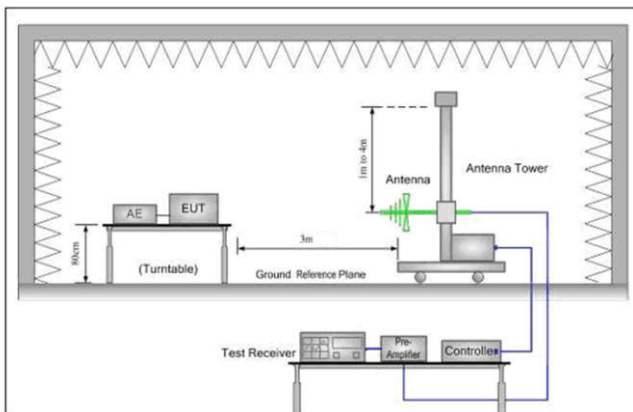 1m to 4m
Antenna
Antenna Tower
AE
EUT
80cm
(Turntable)
3m
Ground Reference Plane
Test Receiver
Pre-
Amplifier
Controller